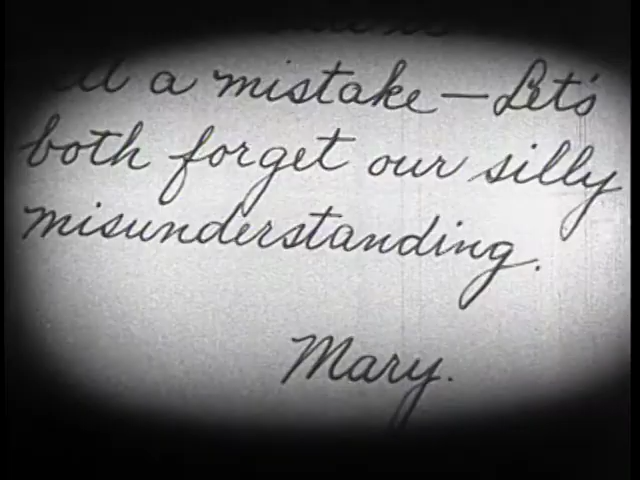 a mistake — Let's
both forget our silly
misunderstanding.
Mary.